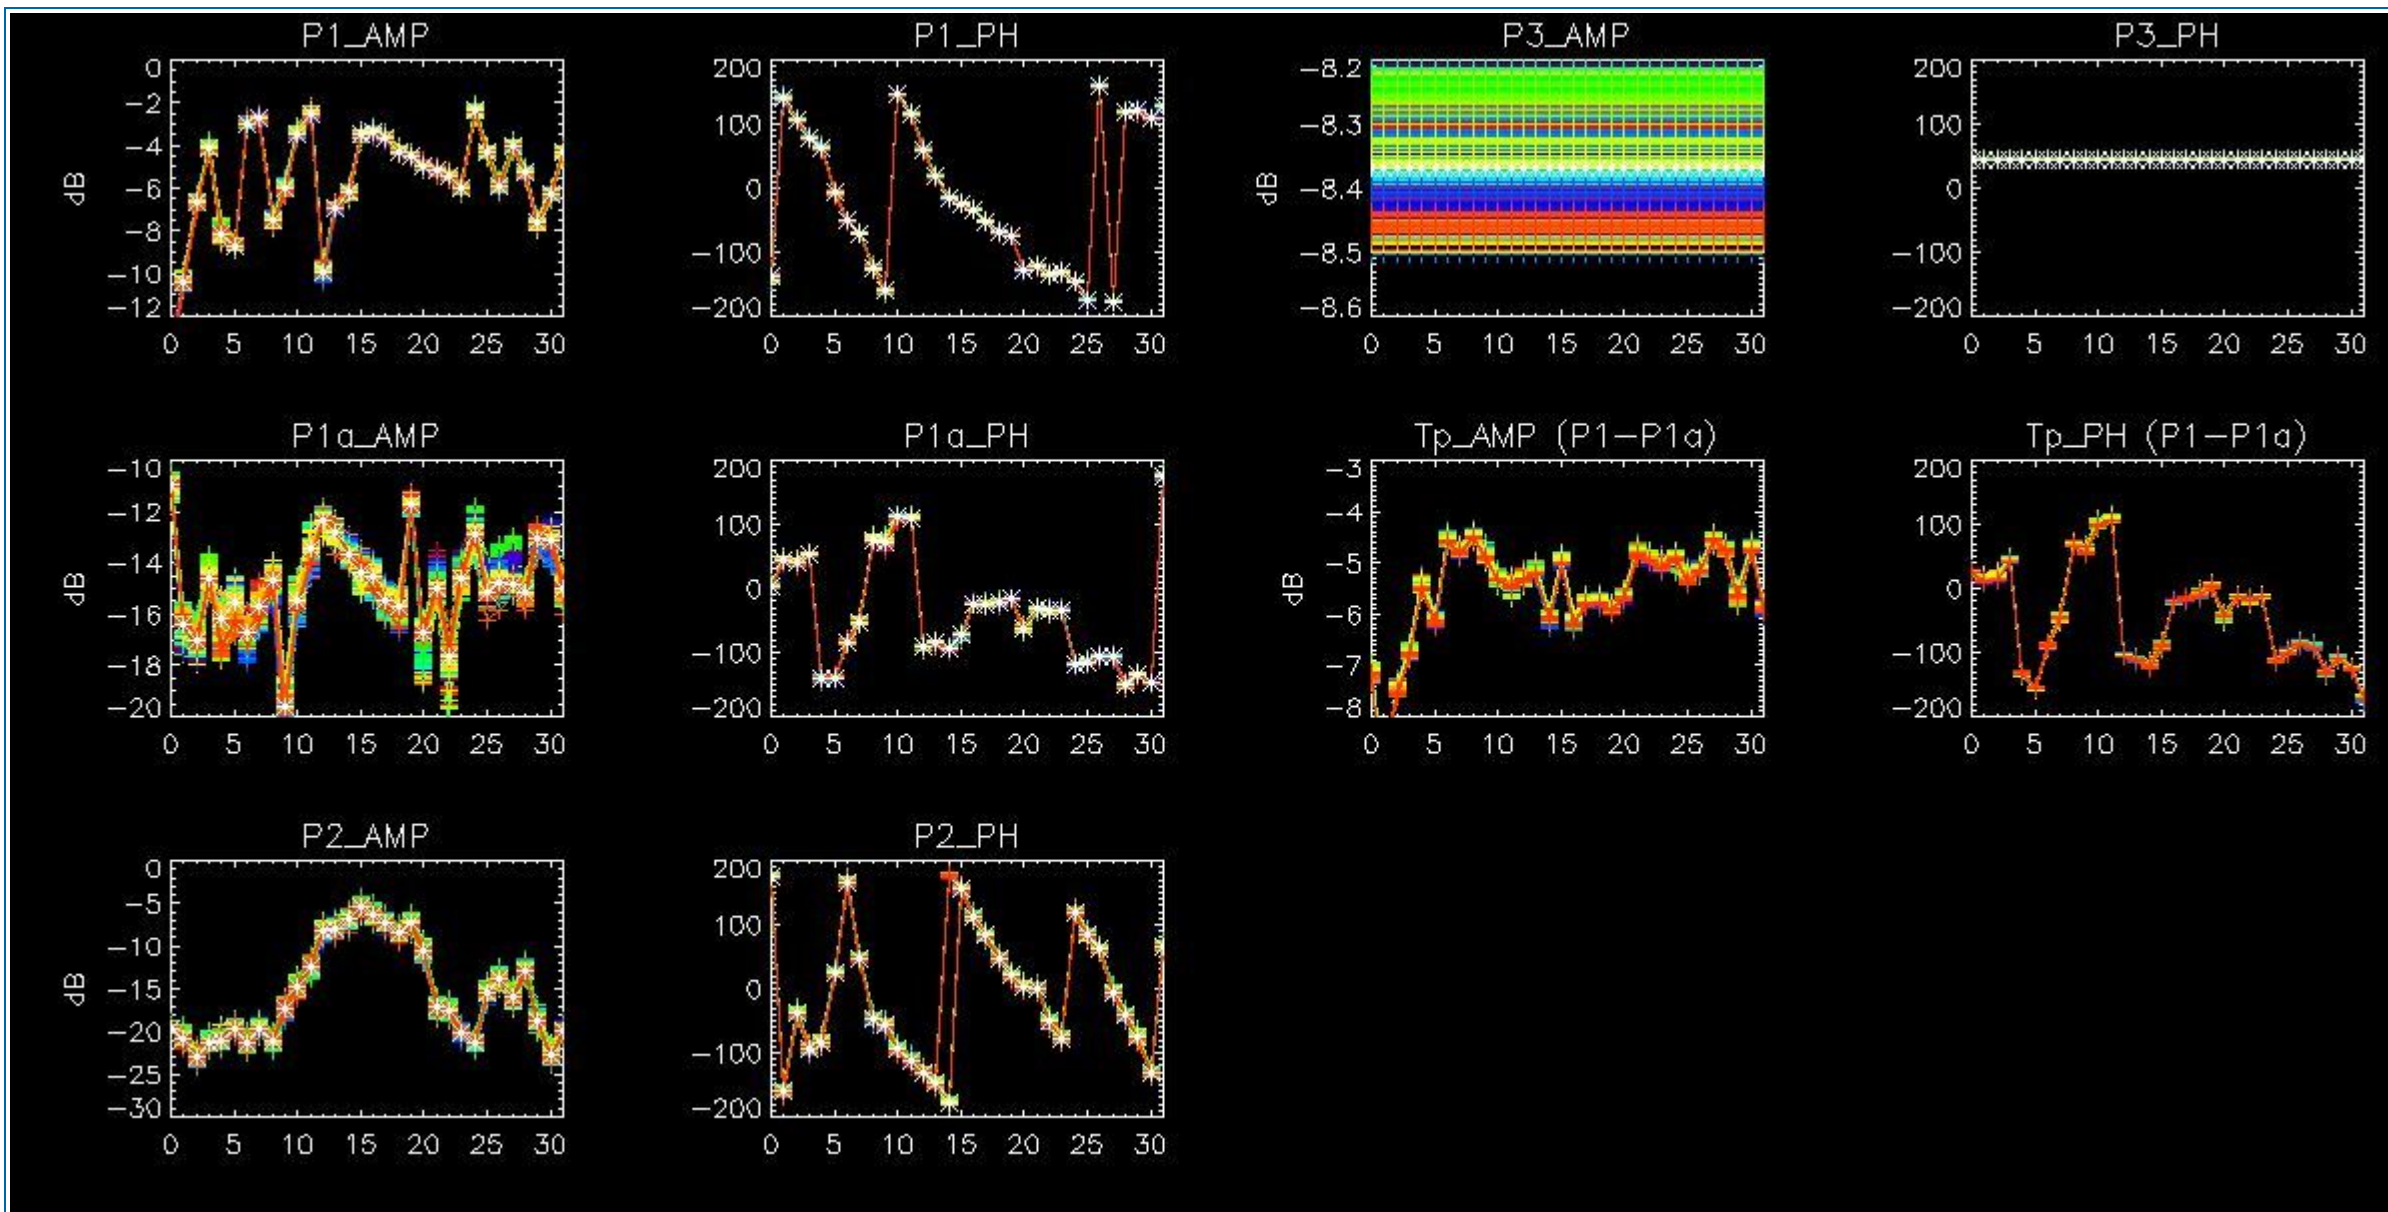 P1_AMP P1_PH P3_AMP P3_PH
0 200 -8.2 200
-2 100 -8.3 100
-4 0 -8.4 0
-6 -100 -8.5 -100
-8 -200 -8.6 -200
-10
-12
dB dB
0 5 10 15 20 25 30 0 5 10 15 20 25 30 0 5 10 15 20 25 30 0 5 10 15 20 25 30
P1a_AMP P1a_PH Tp_AMP (P1-P1a) Tp_PH (P1-P1a)
-10 200 -3 200
-12 100 -4 100
-14 0 -5 0
-16 -100 -6 -100
-18 -200 -7 -200
-20 -8
dB dB
0 5 10 15 20 25 30 0 5 10 15 20 25 30 0 5 10 15 20 25 30 0 5 10 15 20 25 30
P2_AMP P2_PH
0 200
-5 100
-10 0
-15 -100
-20 -200
-25
-30
dB
0 5 10 15 20 25 30 0 5 10 15 20 25 30